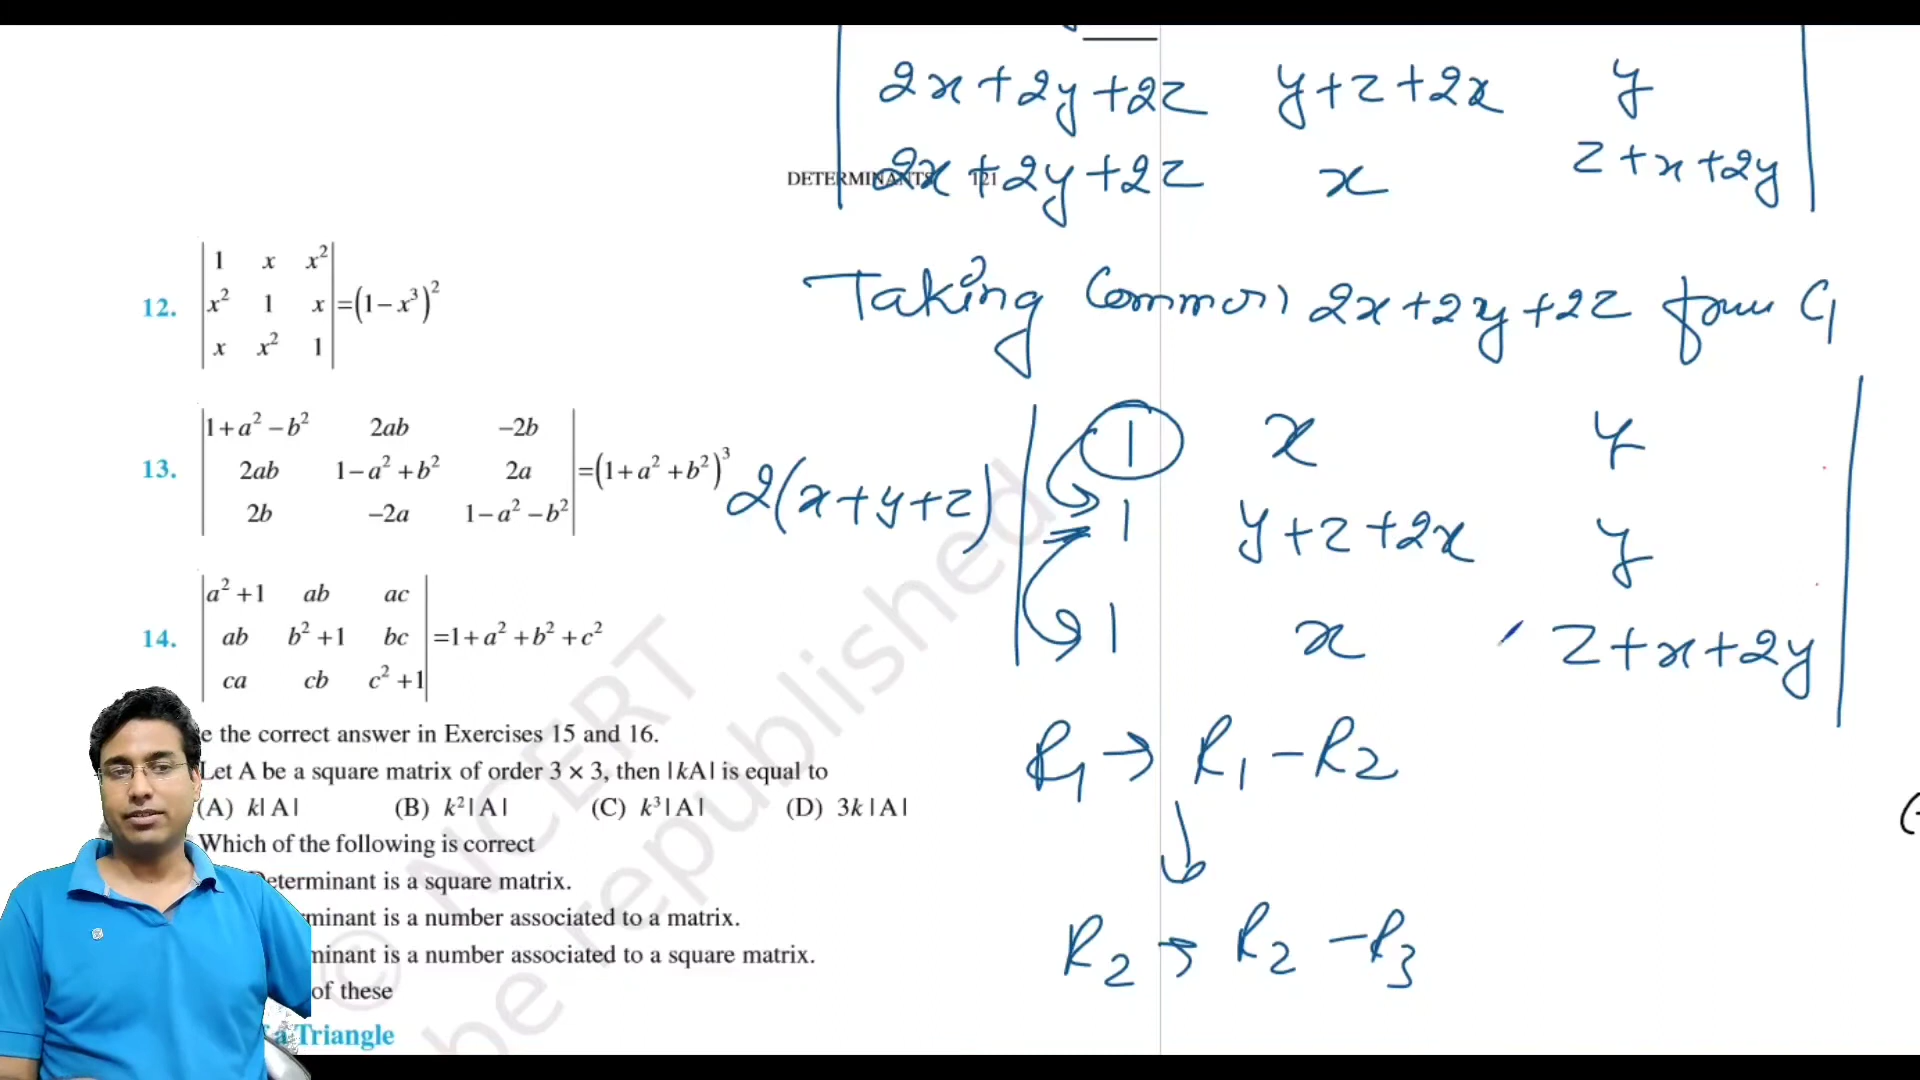 2x+2y+2z y+z+2x y
2x+2y+2z x z+x+2y
DETERMINANTS 121
Taking Common 2x+2y+2z from C1
12. | 1 x x² |
| x² 1 x | =(1−x³)²
| x x² 1 |
13. | 1+a²−b² 2ab −2b |
| 2ab 1−a²+b² 2a | =(1+a²+b²)³
| 2b −2a 1−a²−b² |
14. | a²+1 ab ac |
| ab b²+1 bc | =1+a²+b²+c²
| ca cb c²+1 |
2(x+y+z) | 1 x y |
| 1 y+z+2x y |
| 1 x z+x+2y |
R1 → R1 − R2
↓
R2 → R2 − R3
e the correct answer in Exercises 15 and 16.
Let A be a square matrix of order 3 × 3, then |kA| is equal to
(A) k|A| (B) k²|A| (C) k³|A| (D) 3k|A|
Which of the following is correct
eterminant is a square matrix.
minant is a number associated to a matrix.
minant is a number associated to a square matrix.
of these
a Triangle
© NCERT
be republished